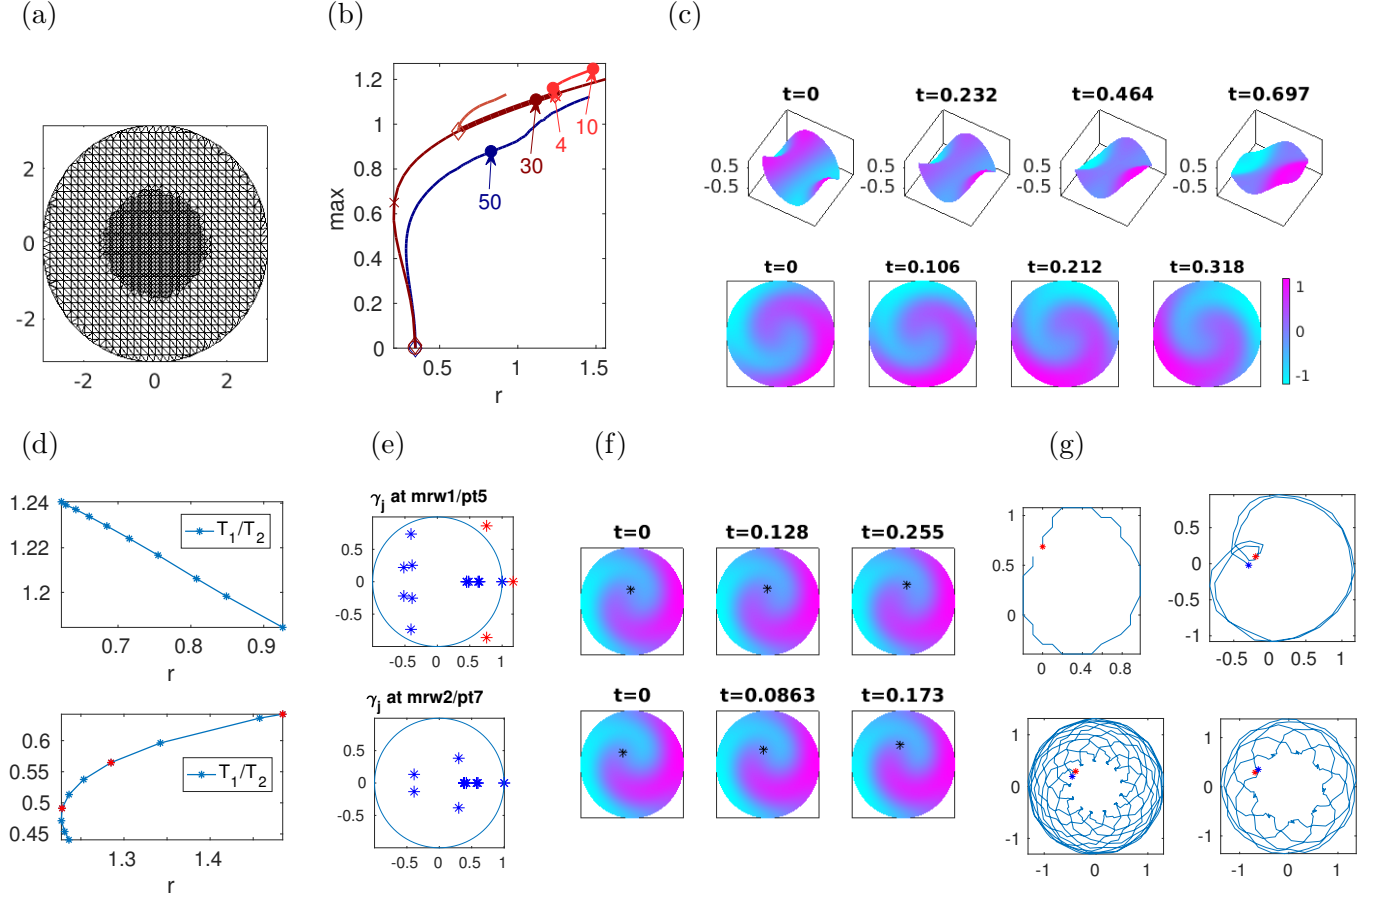 (a)
2
0
-2
-2
0
2
(b)
max
1.2
1
0.8
0.6
0.4
0.2
0
0.5
1
1.5
r
10
4
30
50
(c)
t=0
t=0.232
t=0.464
t=0.697
0.5
-0.5
0.5
-0.5
0.5
-0.5
0.5
-0.5
t=0
t=0.106
t=0.212
t=0.318
1
0
-1
(d)
1.24
1.22
1.2
T1/T2
0.7
0.8
0.9
r
0.6
0.55
0.5
0.45
T1/T2
1.3
1.4
r
(e)
γj at mrw1/pt5
0.5
0
-0.5
-0.5
0
0.5
1
γj at mrw2/pt7
0.5
0
-0.5
-0.5
0
0.5
1
(f)
t=0
t=0.128
t=0.255
t=0
t=0.0863
t=0.173
(g)
1
0.5
0
0
0.4
0.8
0.5
0
-0.5
-1
-0.5
0
0.5
1
1
0
-1
-1
0
1
1
0
-1
-1
0
1